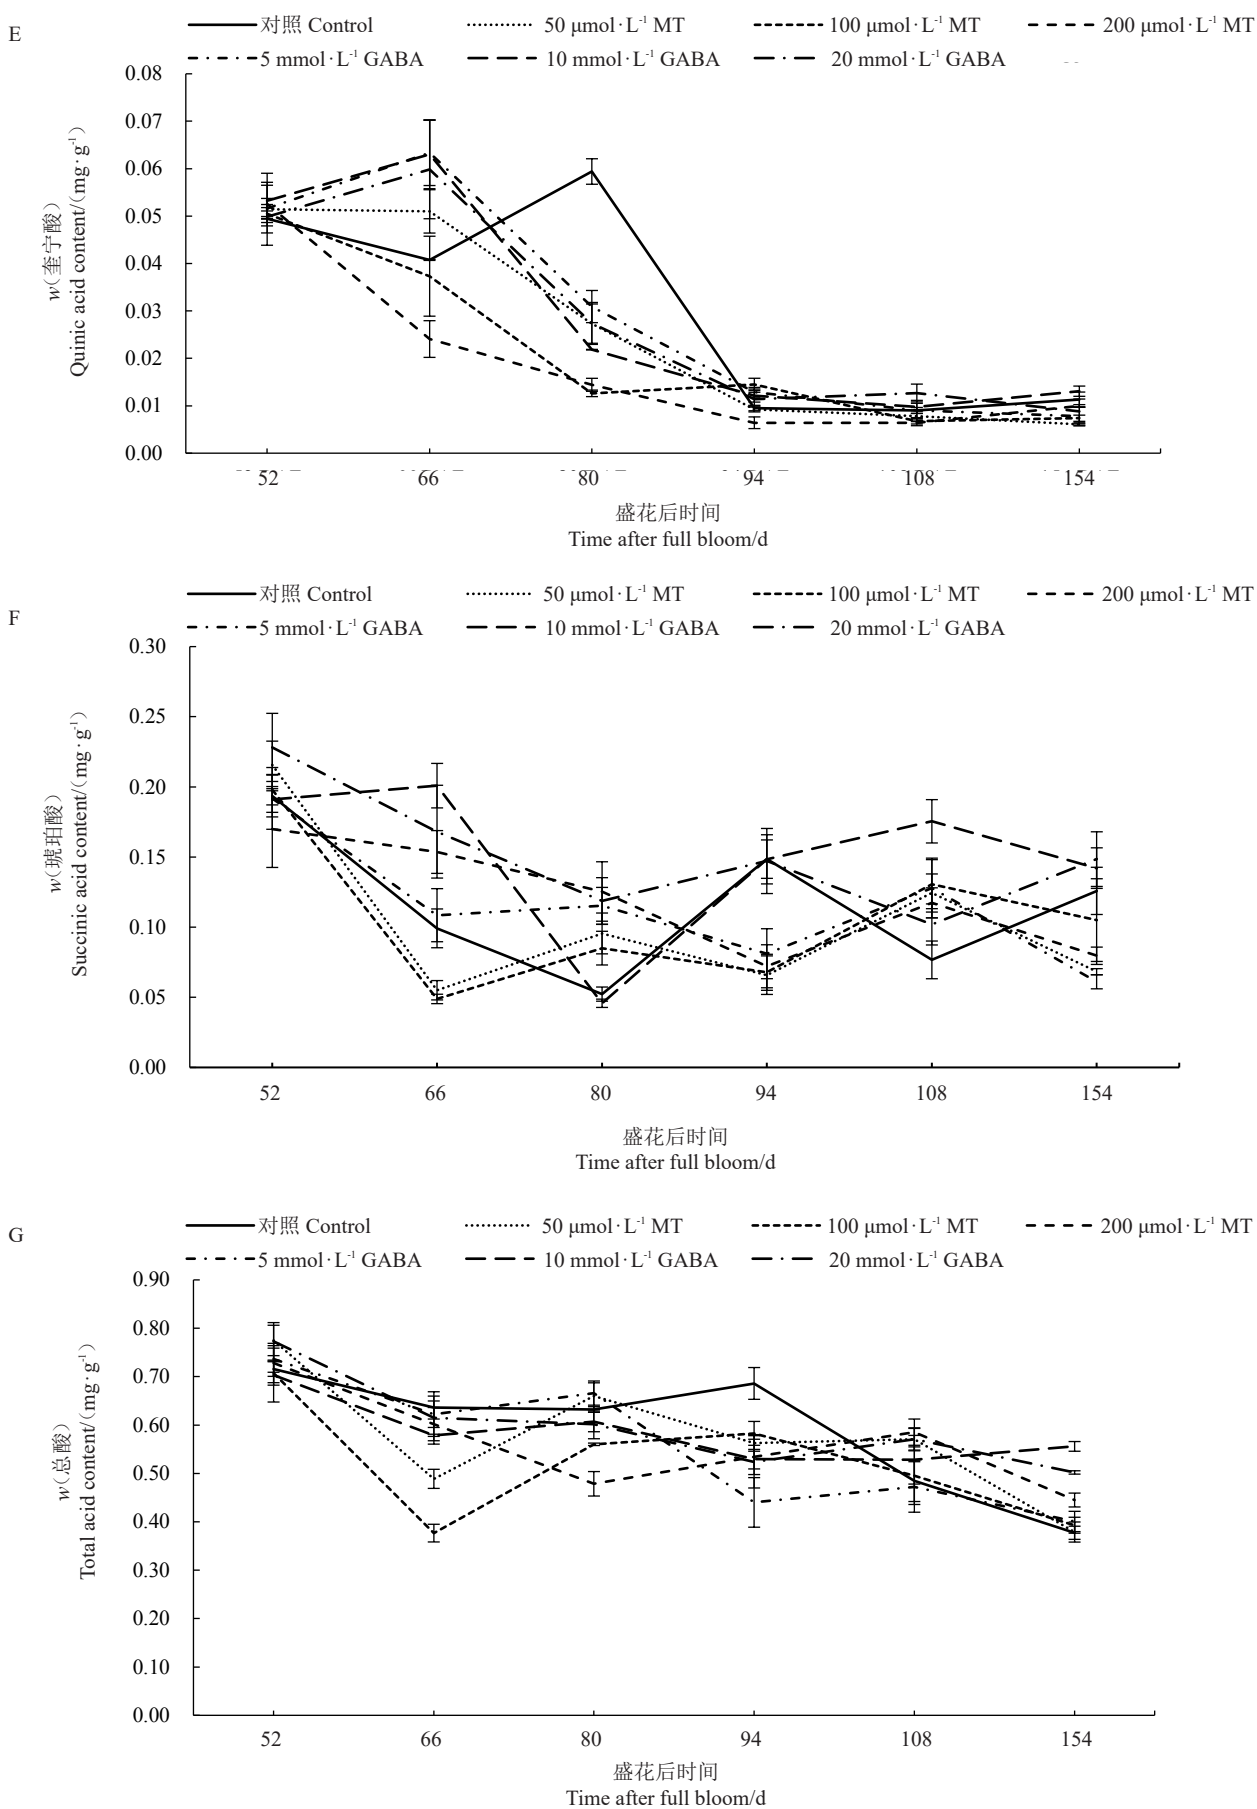 E
对照 Control 50 μmol·L⁻¹ MT 100 μmol·L⁻¹ MT 200 μmol·L⁻¹ MT
5 mmol·L⁻¹ GABA 10 mmol·L⁻¹ GABA 20 mmol·L⁻¹ GABA
w(奎宁酸)
Quinic acid content/(mg·g⁻¹)
0.08
0.07
0.06
0.05
0.04
0.03
0.02
0.01
0.00
52 66 80 94 108 154
盛花后时间
Time after full bloom/d
F
对照 Control 50 μmol·L⁻¹ MT 100 μmol·L⁻¹ MT 200 μmol·L⁻¹ MT
5 mmol·L⁻¹ GABA 10 mmol·L⁻¹ GABA 20 mmol·L⁻¹ GABA
w(琥珀酸)
Succinic acid content/(mg·g⁻¹)
0.30
0.25
0.20
0.15
0.10
0.05
0.00
52 66 80 94 108 154
盛花后时间
Time after full bloom/d
G
对照 Control 50 μmol·L⁻¹ MT 100 μmol·L⁻¹ MT 200 μmol·L⁻¹ MT
5 mmol·L⁻¹ GABA 10 mmol·L⁻¹ GABA 20 mmol·L⁻¹ GABA
w(总酸)
Total acid content/(mg·g⁻¹)
0.90
0.80
0.70
0.60
0.50
0.40
0.30
0.20
0.10
0.00
52 66 80 94 108 154
盛花后时间
Time after full bloom/d